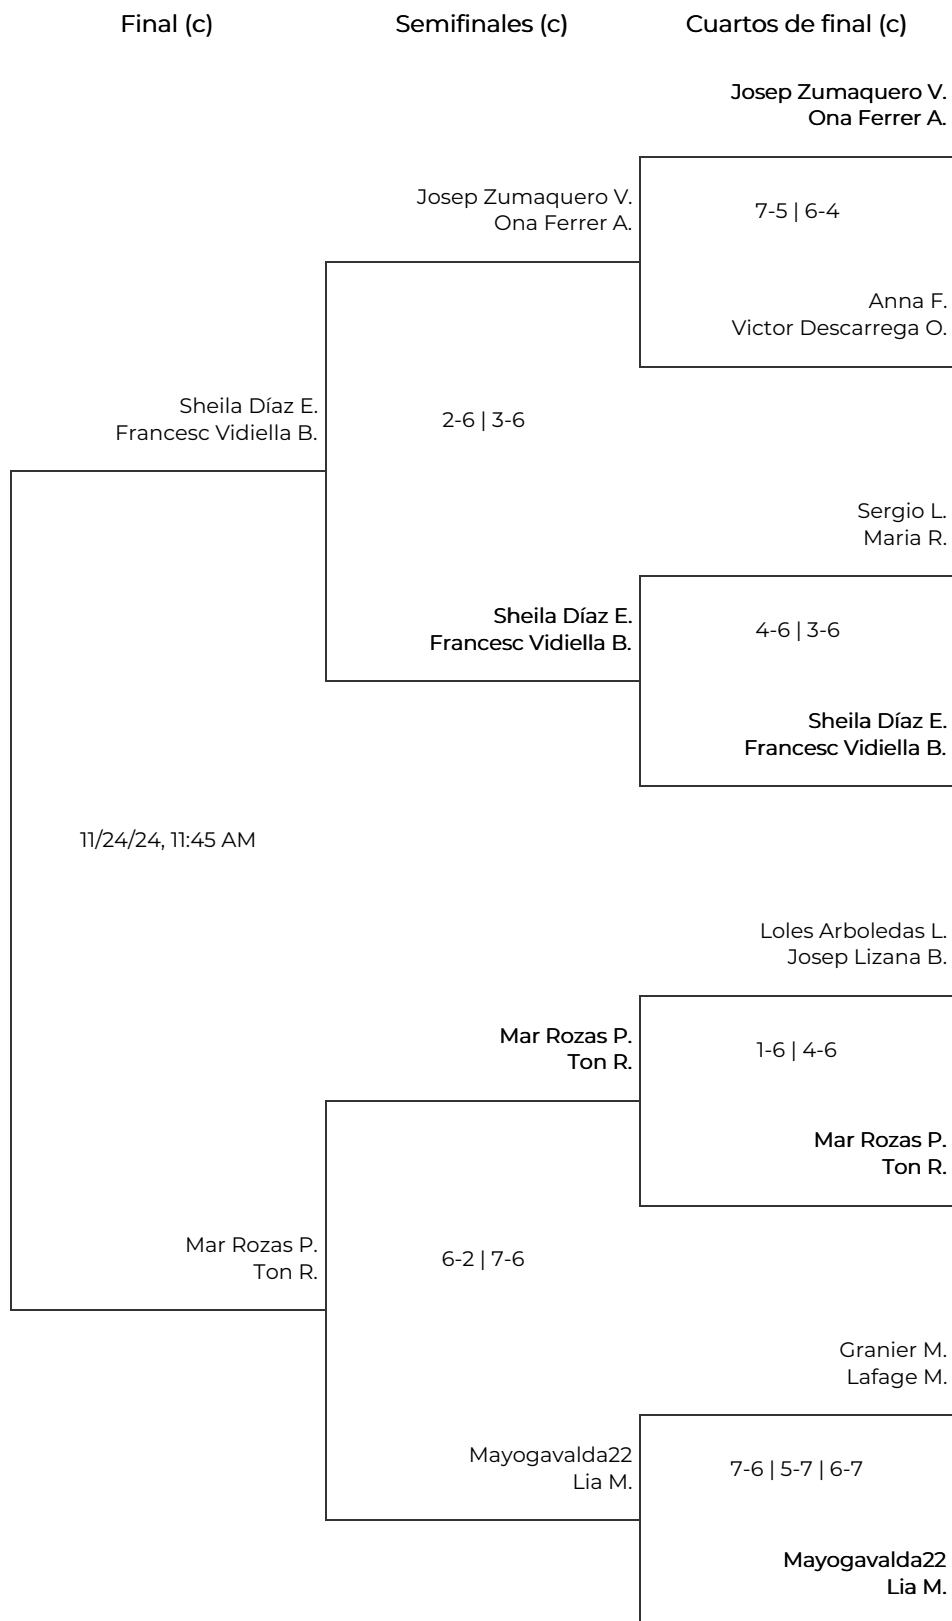 Final (c)
Semifinales (c)
Cuartos de final (c)
Josep Zumaquero V.
Ona Ferrer A.
Josep Zumaquero V.
Ona Ferrer A.
7-5 | 6-4
Anna F.
Victor Descarrega O.
Sheila Díaz E.
Francesc Vidiella B.
2-6 | 3-6
Sergio L.
Maria R.
Sheila Díaz E.
Francesc Vidiella B.
4-6 | 3-6
Sheila Díaz E.
Francesc Vidiella B.
11/24/24, 11:45 AM
Loles Arboledas L.
Josep Lizana B.
Mar Rozas P.
Ton R.
1-6 | 4-6
Mar Rozas P.
Ton R.
Mar Rozas P.
Ton R.
6-2 | 7-6
Granier M.
Lafage M.
Mayogavalda22
Lia M.
7-6 | 5-7 | 6-7
Mayogavalda22
Lia M.